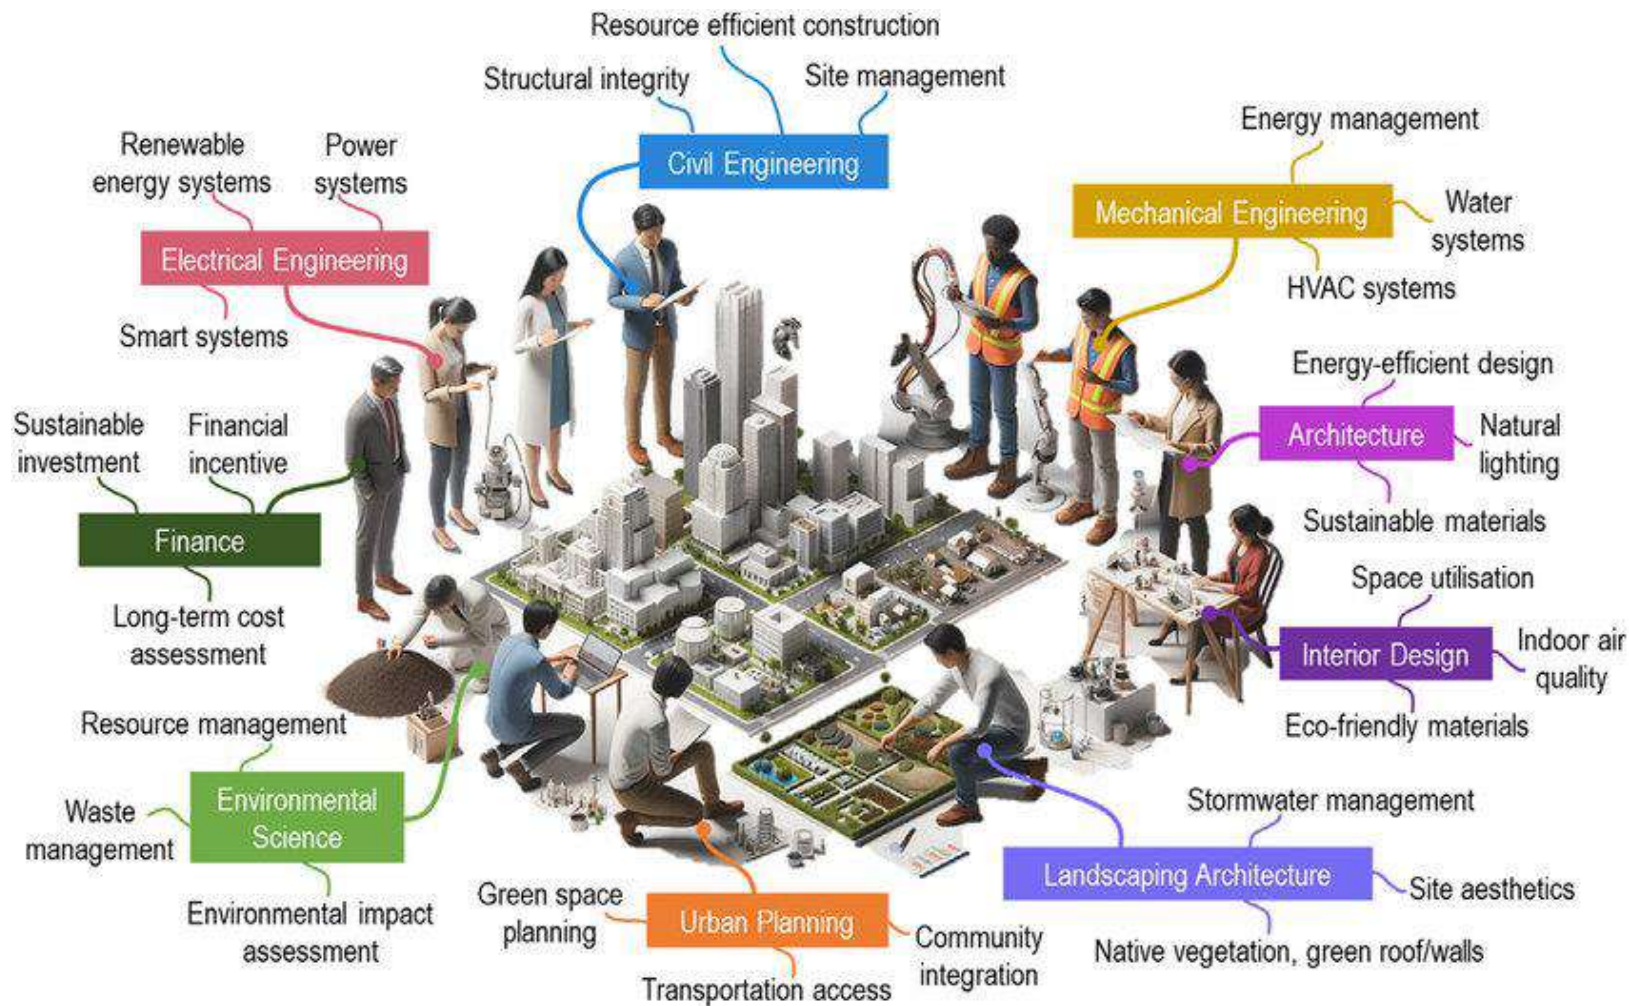 Resource efficient construction
Structural integrity
Site management
Civil Engineering
Energy management
Mechanical Engineering
Water
systems
HVAC systems
Renewable
energy systems
Power
systems
Electrical Engineering
Smart systems
Energy-efficient design
Architecture
Natural
lighting
Sustainable materials
Sustainable
investment
Financial
incentive
Finance
Long-term cost
assessment
Space utilisation
Interior Design
Indoor air
quality
Eco-friendly materials
Resource management
Environmental
Science
Waste
management
Environmental impact
assessment
Green space
planning
Urban Planning
Community
integration
Transportation access
Stormwater management
Landscaping Architecture
Site aesthetics
Native vegetation, green roof/walls